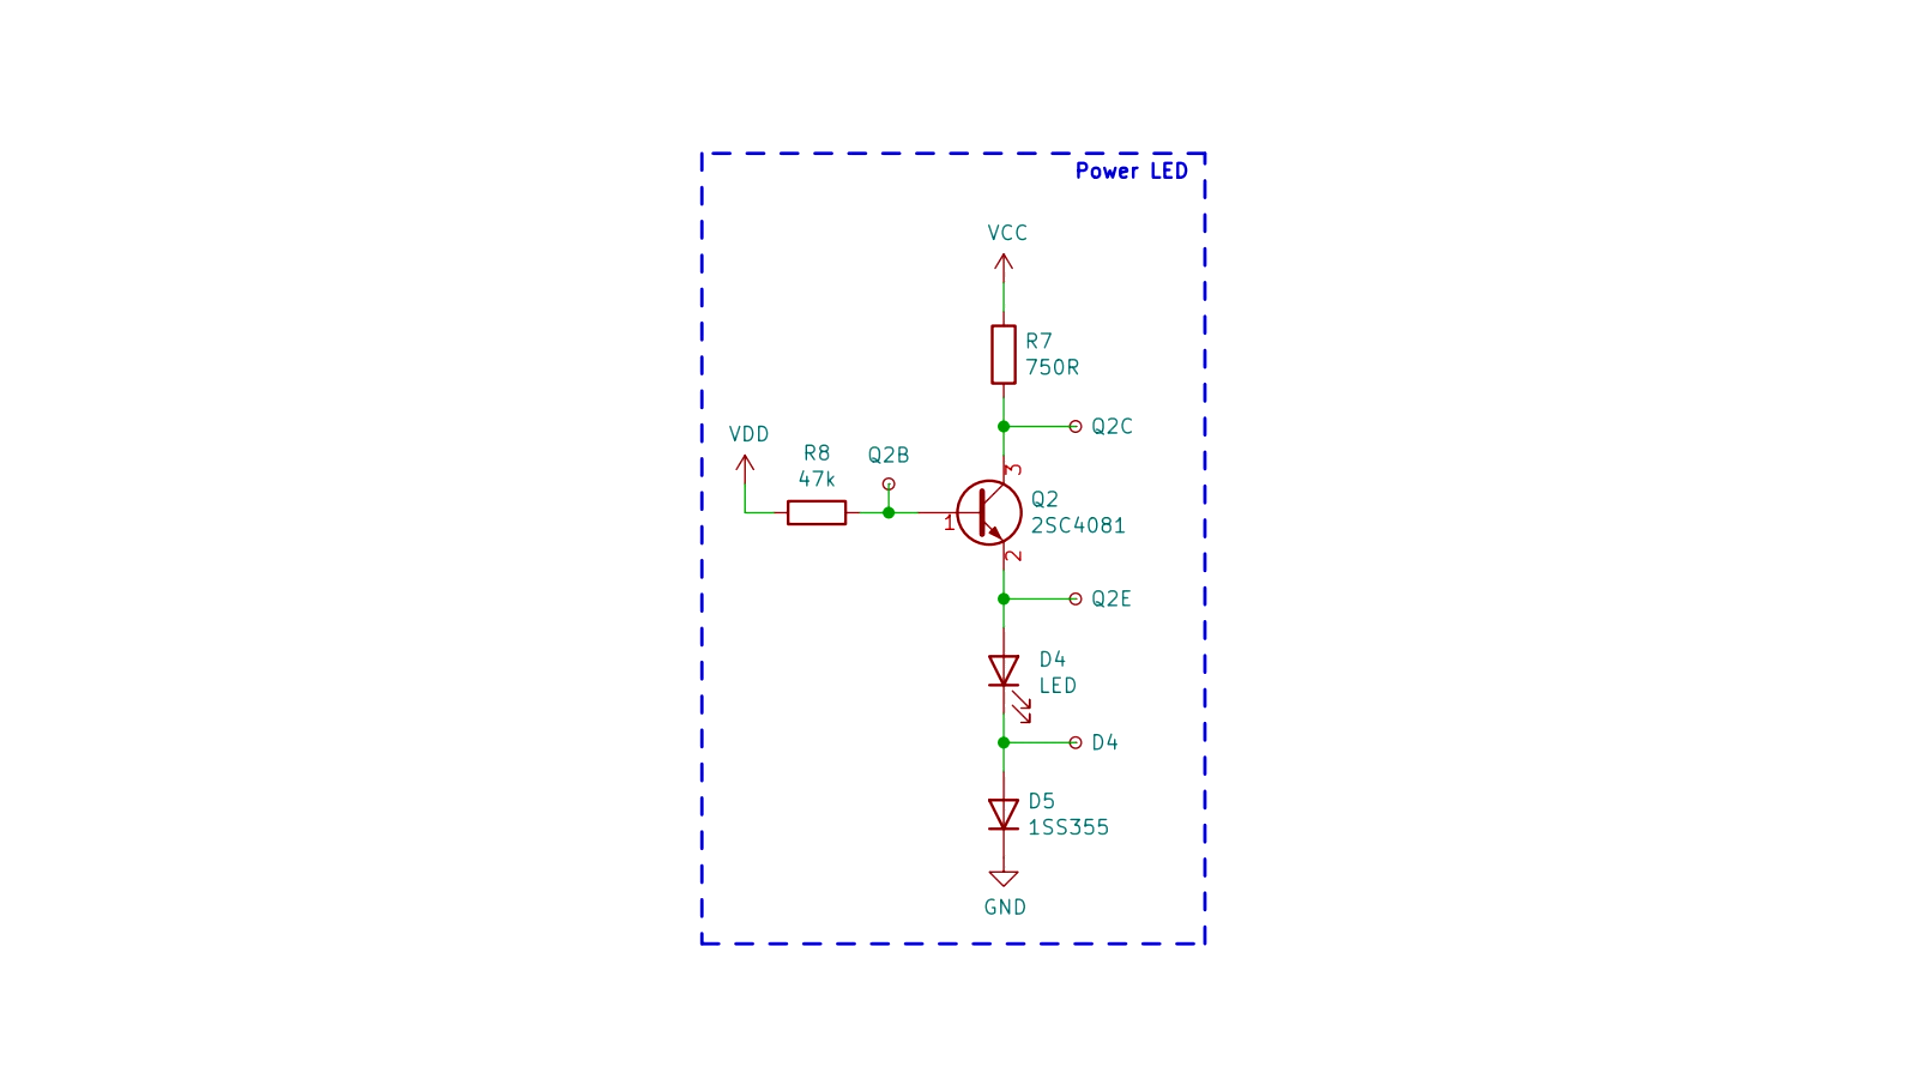 Power LED
VCC
R7
750R
Q2C
VDD
R8
47k
Q2B
3
Q2
2SC4081
1
2
Q2E
D4
LED
D4
D5
1SS355
GND